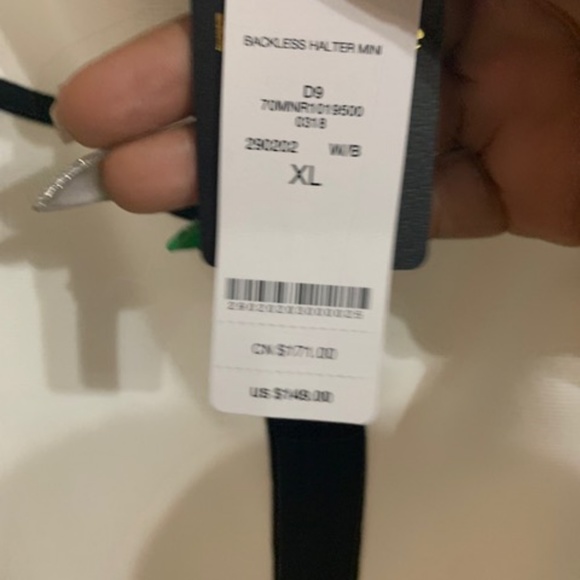 BACKLESS HALTER MINI
D9
70MNR1019500
0318
290202 W/B
XL
CN $171.00
US $149.00